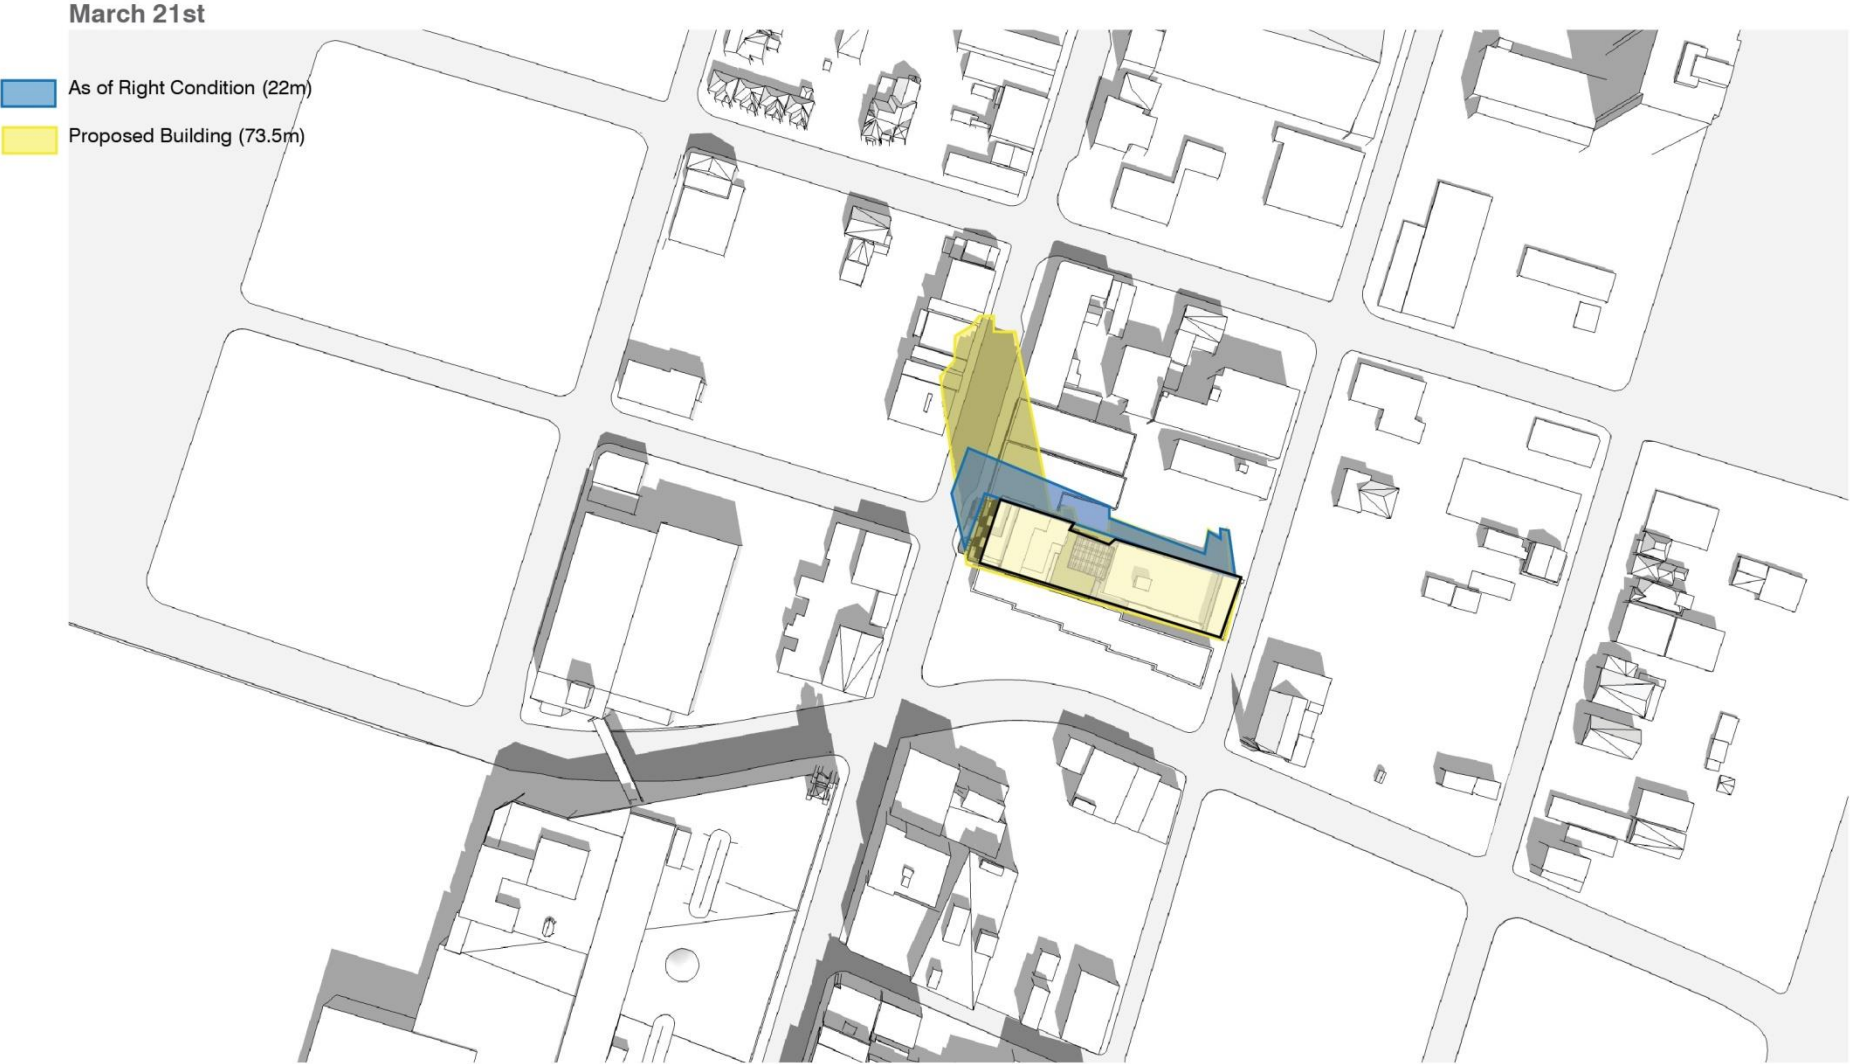 March 21st
As of Right Condition (22m)
Proposed Building (73.5m)